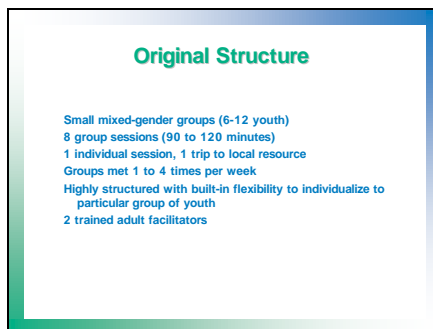 Original Structure
Small mixed-gender groups (6-12 youth)
8 group sessions (90 to 120 minutes)
1 individual session, 1 trip to local resource
Groups met 1 to 4 times per week
Highly structured with built-in flexibility to individualize to
particular group of youth
2 trained adult facilitators